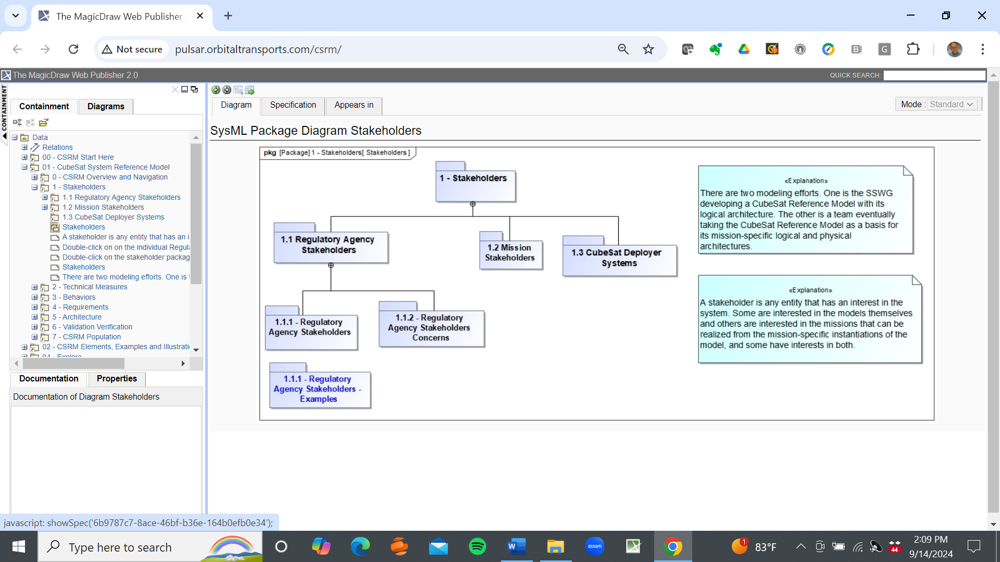 The MagicDraw Web Publisher
Not secure
pulsar.orbitaltransports.com/csrm/
The MagicDraw Web Publisher 2.0
QUICK SEARCH:
CONTAINMENT
Containment
Diagrams
Data
Relations
00 - CSRM Start Here
01 - CubeSat System Reference Model
0 - CSRM Overview and Navigation
1 - Stakeholders
1.1 Regulatory Agency Stakeholders
1.2 Mission Stakeholders
1.3 CubeSat Deployer Systems
Stakeholders
A stakeholder is any entity that has an i
Double-click on on the individual Regula
Double-click on the stakeholder packag
Stakeholders
There are two modeling efforts. One is t
2 - Technical Measures
3 - Behaviors
4 - Requirements
5 - Architecture
6 - Validation Verification
7 - CSRM Population
02 - CSRM Elements, Examples and Illustrati
04 - Explore
Documentation
Properties
Documentation of Diagram Stakeholders
Diagram
Specification
Appears in
Mode :
Standard
SysML Package Diagram Stakeholders
pkg [Package] 1 - Stakeholders[ Stakeholders ]
1 - Stakeholders
1.1 Regulatory Agency
Stakeholders
1.2 Mission
Stakeholders
1.3 CubeSat Deployer
Systems
1.1.1 - Regulatory
Agency Stakeholders
1.1.2 - Regulatory
Agency Stakeholders
Concerns
1.1.1 - Regulatory
Agency Stakeholders -
Examples
«Explanation»
There are two modeling efforts. One is the SSWG
developing a CubeSat Reference Model with its
logical architecture. The other is a team eventually
taking the CubeSat Reference Model as a basis for
its mission-specific logical and physical
architectures.
«Explanation»
A stakeholder is any entity that has an interest in the
system. Some are interested in the models themselves
and others are interested in the missions that can be
realized from the mission-specific instantiations of the
model, and some have interests in both.
javascript: showSpec('6b9787c7-8ace-46bf-b36e-164b0efb0e34');
Type here to search
zoom
1
83°F
44
2:09 PM
9/14/2024